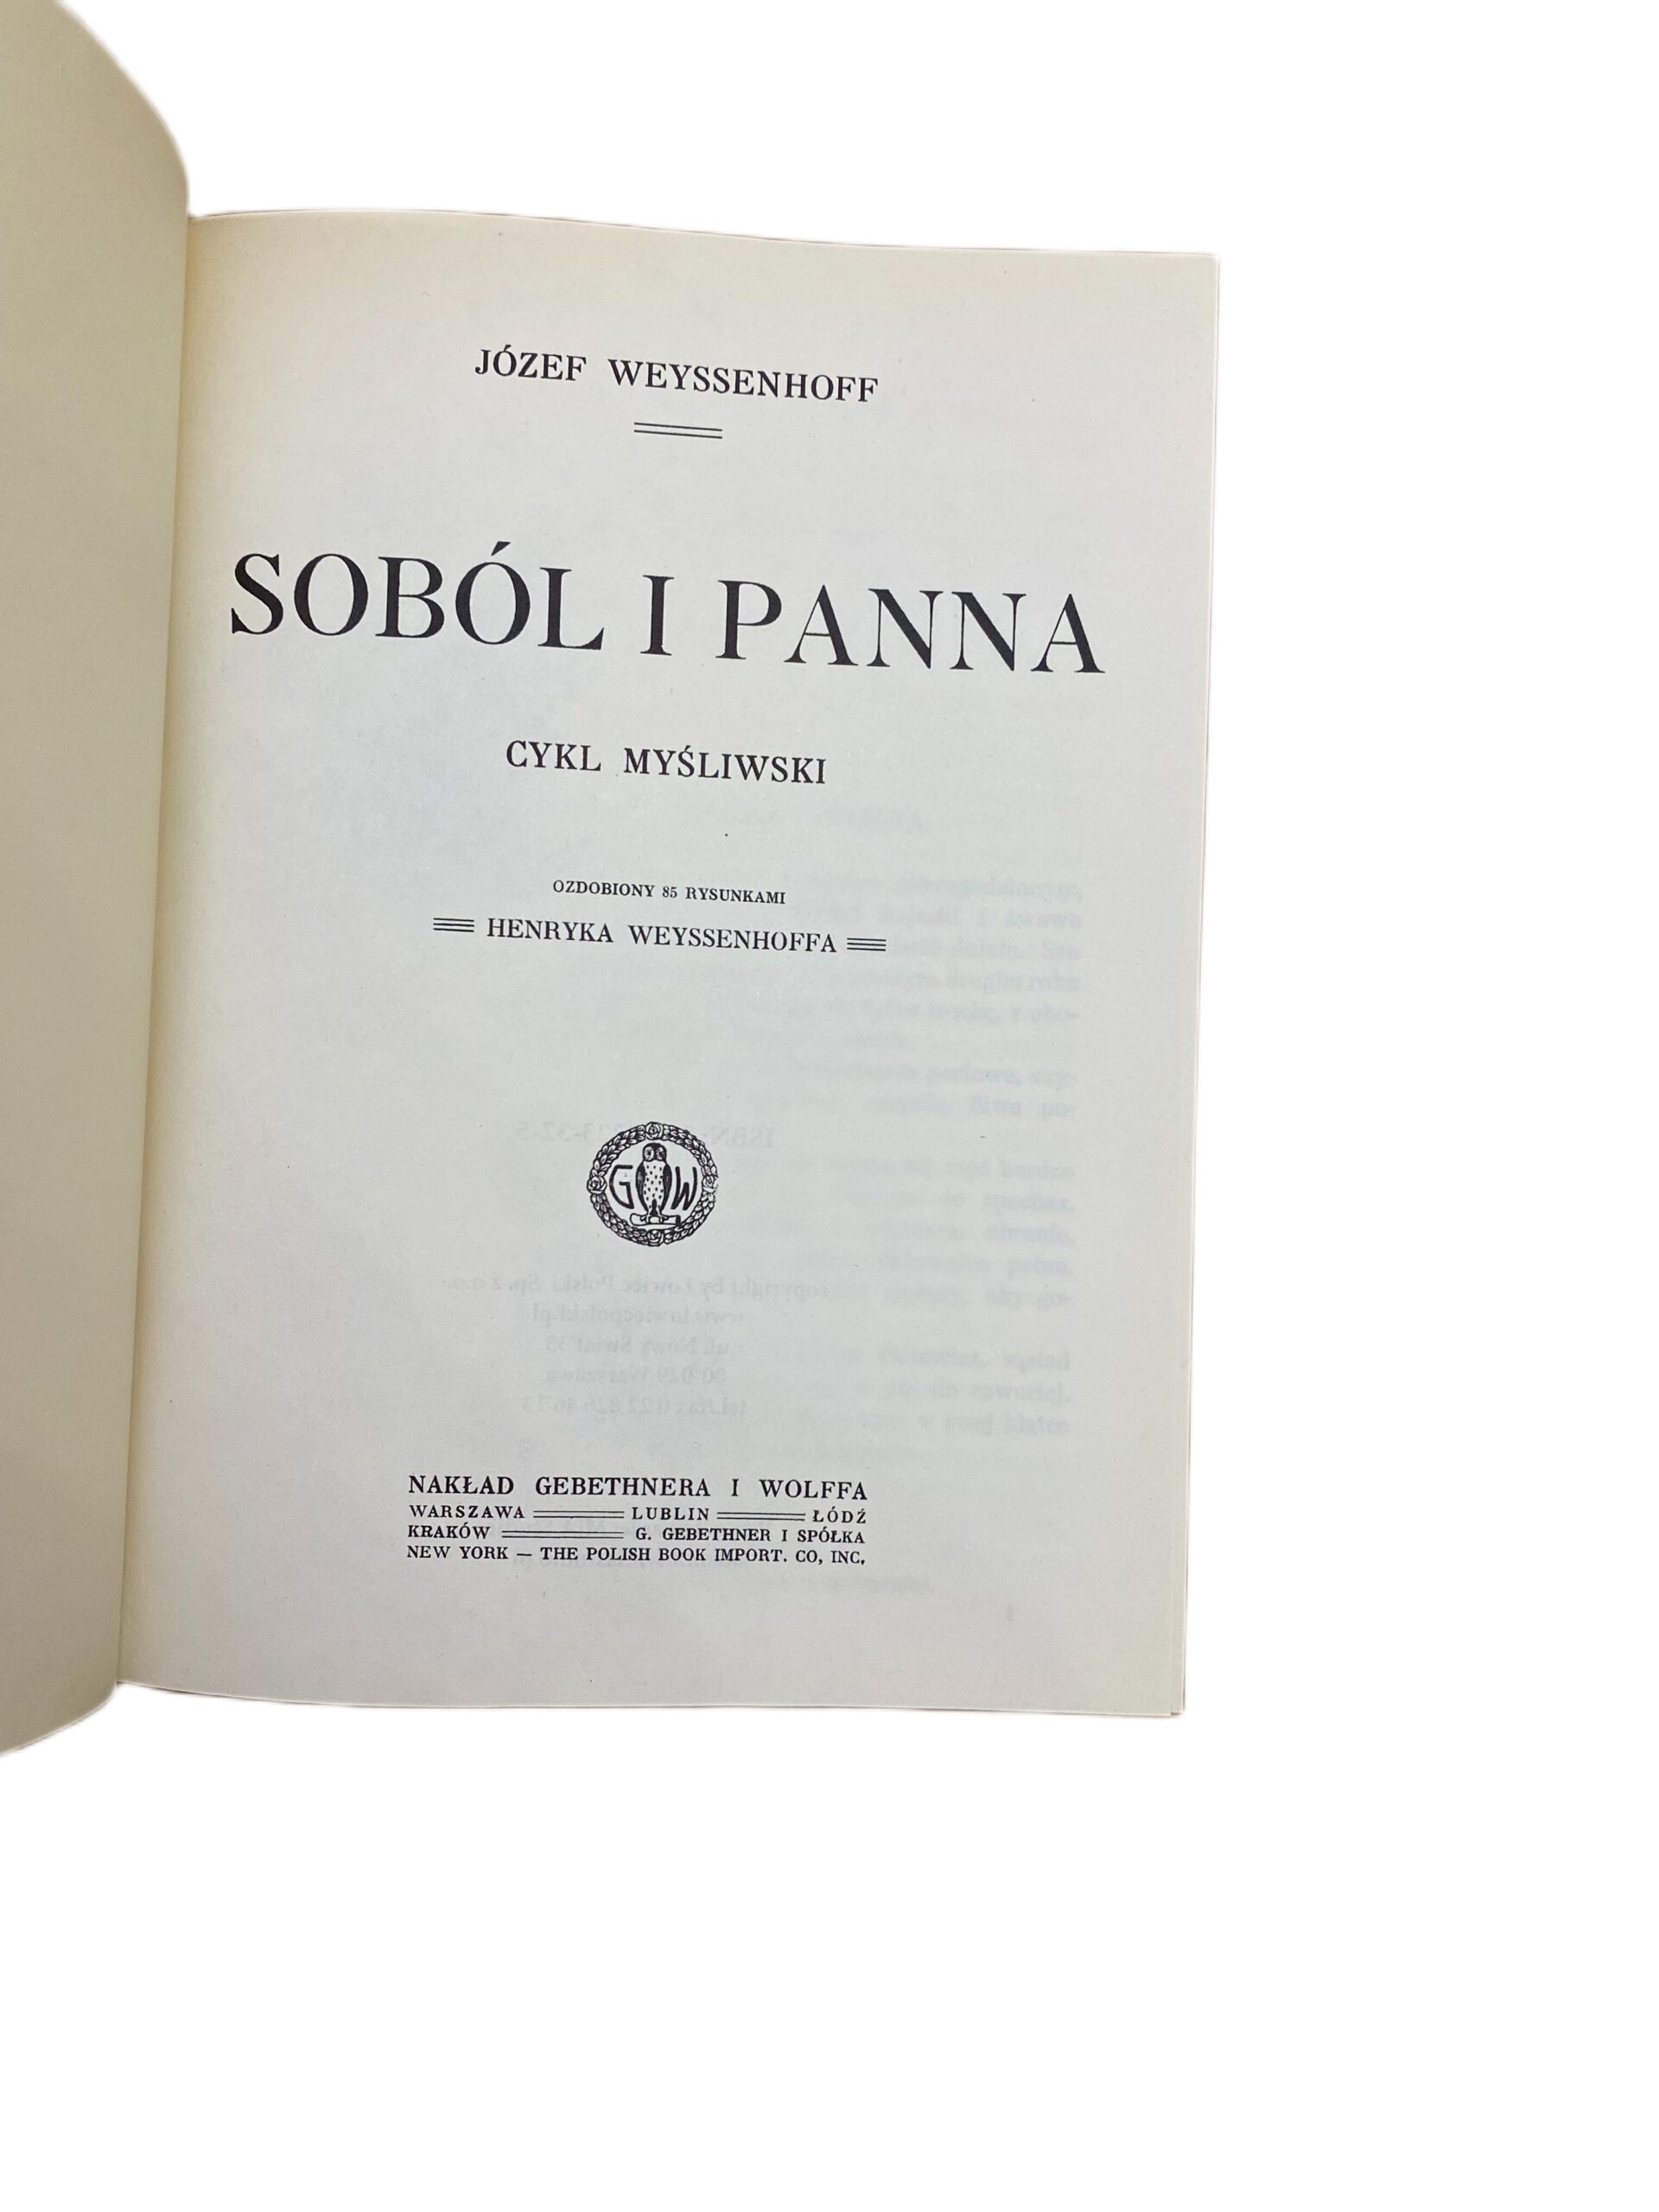 JÓZEF WEYSSENHOFF
SOBÓL I PANNA
CYKL MYŚLIWSKI
OZDOBIONY 85 RYSUNKAMI
HENRYKA WEYSSENHOFFA
G W
NAKŁAD GEBETHNERA I WOLFFA
WARSZAWA LUBLIN ŁÓDŹ
KRAKÓW G. GEBETHNER I SPÓŁKA
NEW YORK — THE POLISH BOOK IMPORT. CO, INC.